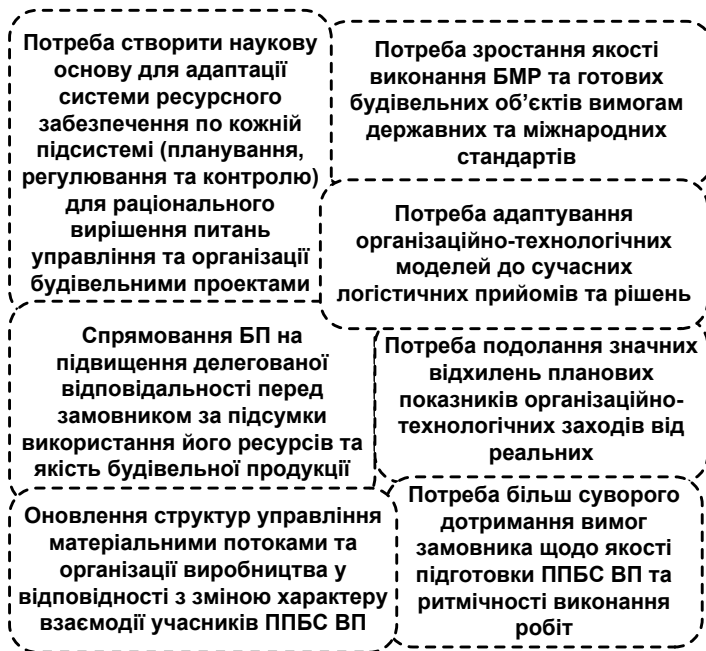 Потреба створити наукову
основу для адаптації
системи ресурсного
забезпечення по кожній
підсистемі (планування,
регулювання та контролю)
для раціонального
вирішення питань
управління та організації
будівельними проектами
Потреба зростання якості
виконання БМР та готових
будівельних об’єктів вимогам
державних та міжнародних
стандартів
Потреба адаптування
організаційно-технологічних
моделей до сучасних
логістичних прийомів та рішень
Спрямовання БП на
підвищення делегованої
відповідальності перед
замовником за підсумки
використання його ресурсів та
якість будівельної продукції
Потреба подолання значних
відхилень планових
показників організаційно-
технологічних заходів від
реальних
Оновлення структур управління
матеріальними потоками та
організації виробництва у
відповідності з зміною характеру
взаємодії учасників ППБС ВП
Потреба більш суворого
дотримання вимог
замовника щодо якості
підготовки ППБС ВП та
ритмічності виконання
робіт